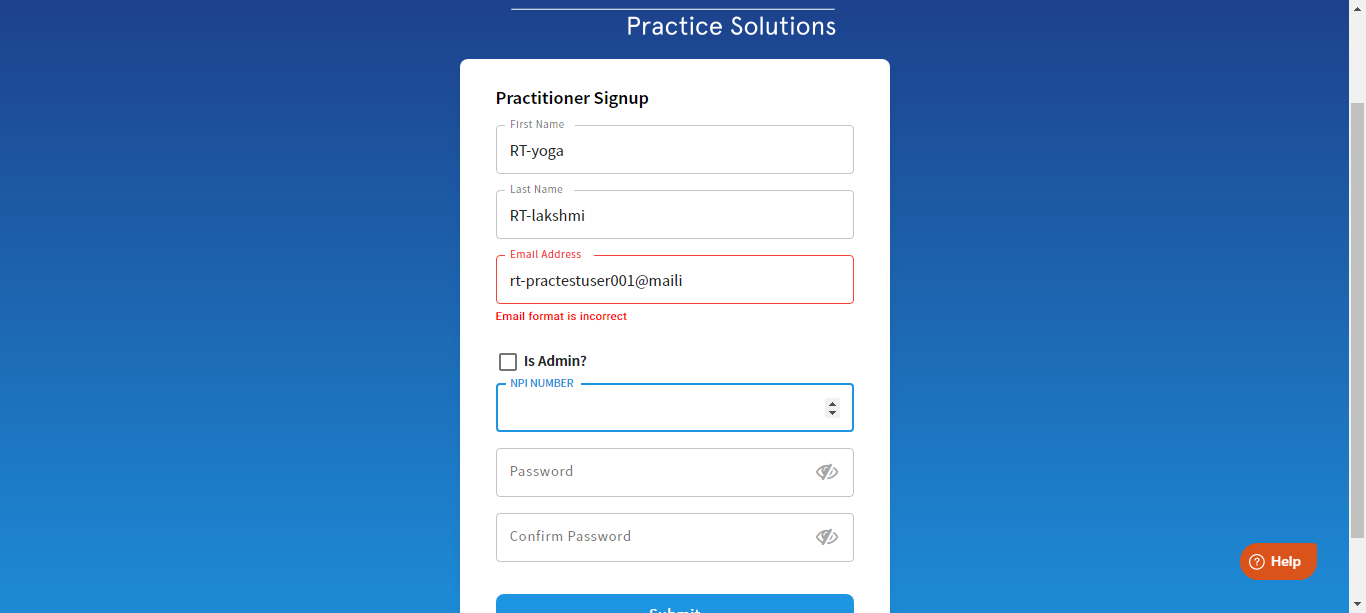 Practice Solutions
Practitioner Signup
First Name
RT-yoga
Last Name
RT-lakshmi
Email Address
rt-practestuser001@maili
Email format is incorrect
Is Admin?
NPI NUMBER
Password
Confirm Password
Submit
Help